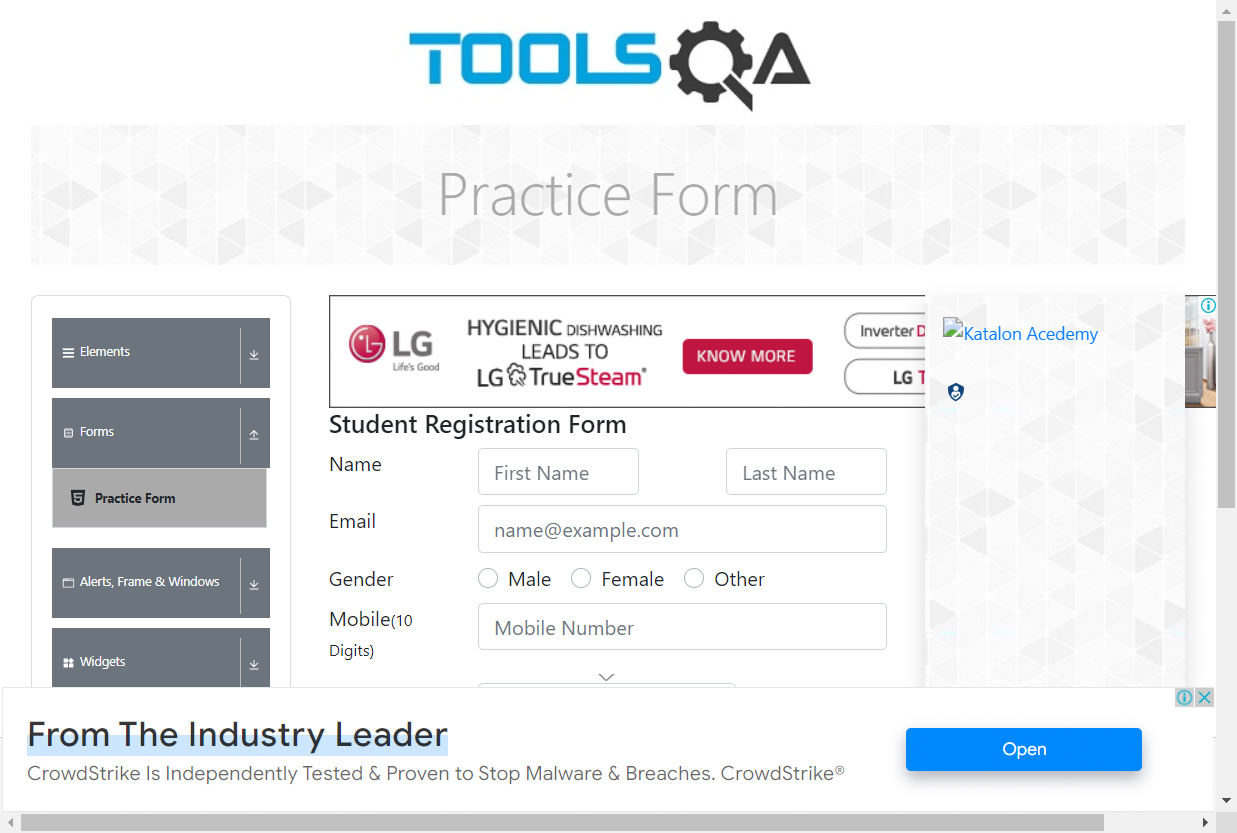 TOOLSQA
Practice Form
Elements
Forms
Practice Form
Alerts, Frame & Windows
Widgets
LG
Life's Good
HYGIENIC DISHWASHING
LEADS TO
LG TrueSteam
KNOW MORE
Inverter D
LG T
Katalon Acedemy
Student Registration Form
Name
First Name
Last Name
Email
name@example.com
Gender
Male
Female
Other
Mobile(10
Digits)
Mobile Number
From The Industry Leader
CrowdStrike Is Independently Tested & Proven to Stop Malware & Breaches. CrowdStrike®
Open